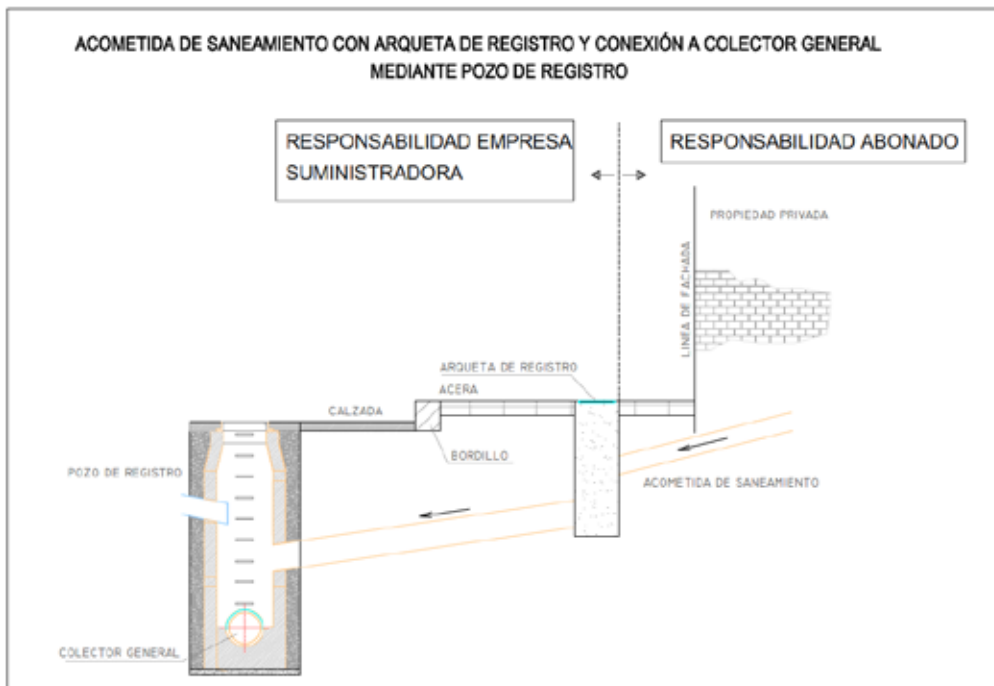 ACOMETIDA DE SANEAMIENTO CON ARQUETA DE REGISTRO Y CONEXIÓN A COLECTOR GENERAL
MEDIANTE POZO DE REGISTRO
RESPONSABILIDAD EMPRESA
SUMINISTRADORA
RESPONSABILIDAD ABONADO
PROPIEDAD PRIVADA
LINEA DE FACHADA
ARQUETA DE REGISTRO
ACERA
CALZADA
BORDILLO
POZO DE REGISTRO
ACOMETIDA DE SANEAMIENTO
COLECTOR GENERAL